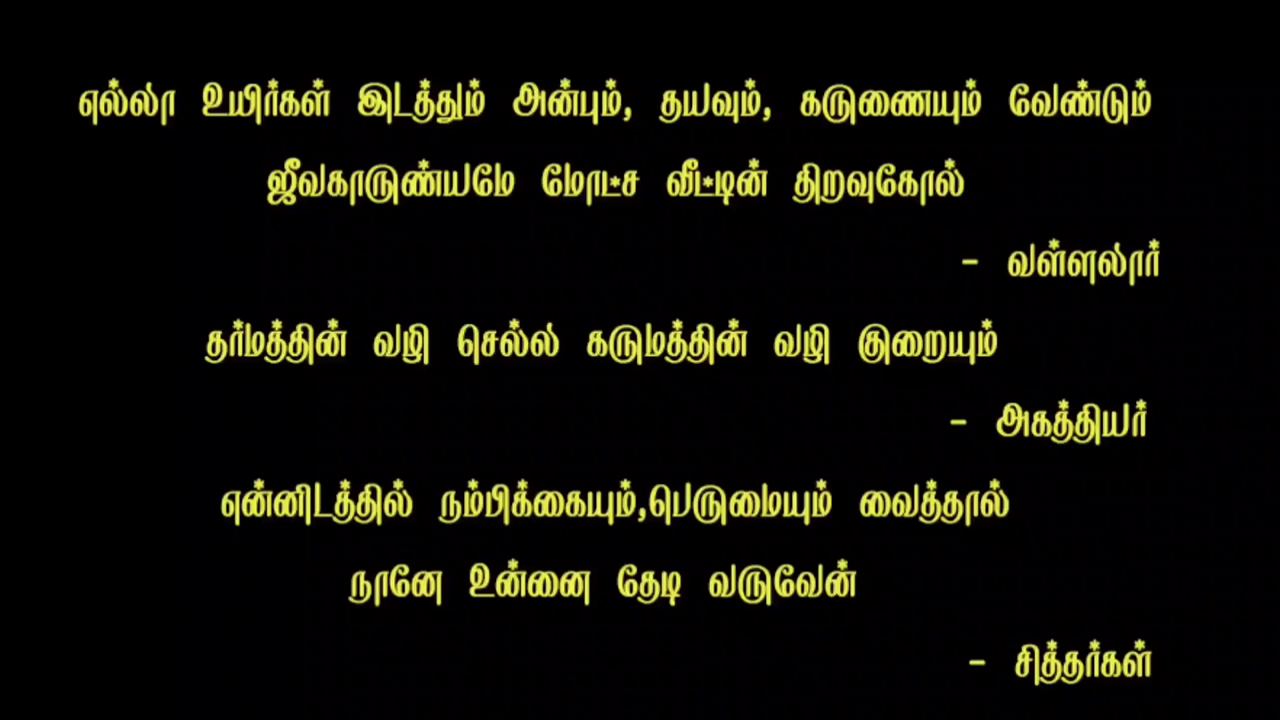 எல்லா உயிர்கள் இடத்தும் அன்பும், தயவும், கருணையும் வேண்டும்
ஜீவகாருண்யமே மோட்ச வீட்டின் திறவுகோல்
- வள்ளலார்
தர்மத்தின் வழி செல்ல கருமத்தின் வழி குறையும்
- அகத்தியர்
என்னிடத்தில் நம்பிக்கையும்,பெருமையும் வைத்தால்
நானே உன்னை தேடி வருவேன்
- சித்தர்கள்